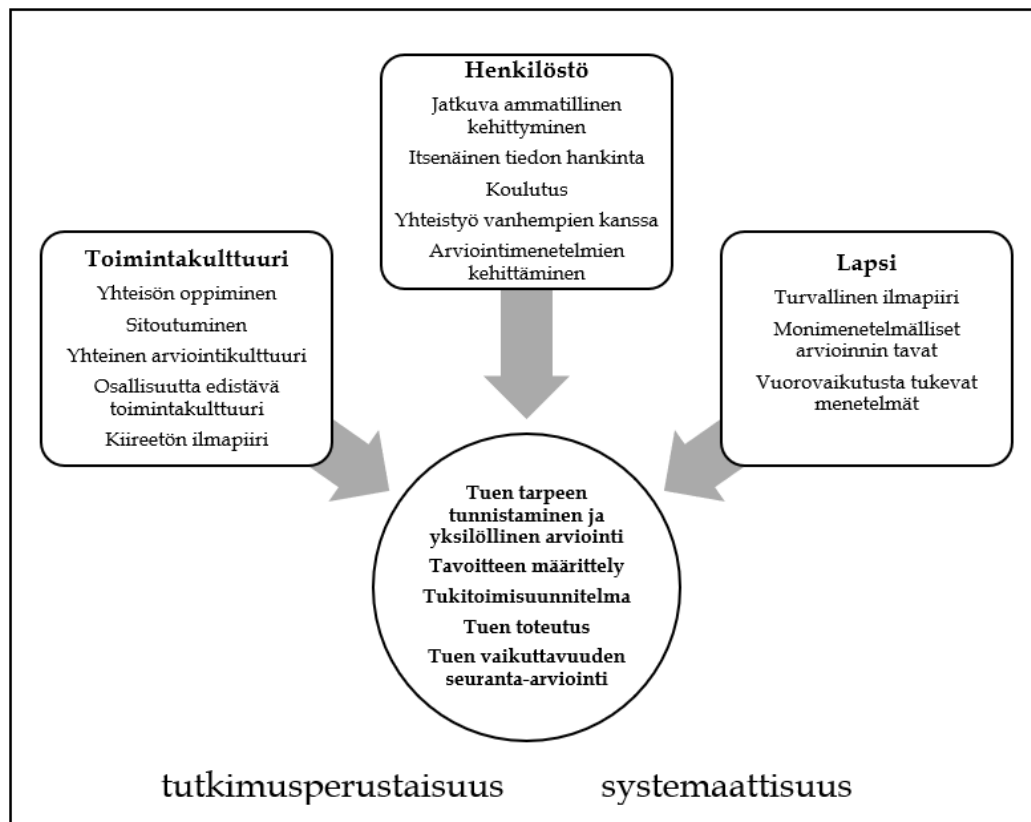 Henkilöstö
Jatkuva ammatillinen
kehittyminen
Itsenäinen tiedon hankinta
Koulutus
Yhteistyö vanhempien kanssa
Arviointimenetelmien
kehittäminen
Toimintakulttuuri
Yhteisön oppiminen
Sitoutuminen
Yhteinen arviointikulttuuri
Osallisuutta edistävä
toimintakulttuuri
Kiireetön ilmapiiri
Lapsi
Turvallinen ilmapiiri
Monimenetelmälliset
arvioinnin tavat
Vuorovaikutusta tukevat
menetelmät
Tuen tarpeen
tunnistaminen ja
yksilöllinen arviointi
Tavoitteen määrittely
Tukitoimisuunnitelma
Tuen toteutus
Tuen vaikuttavuuden
seuranta-arviointi
tutkimusperustaisuus systemaattisuus